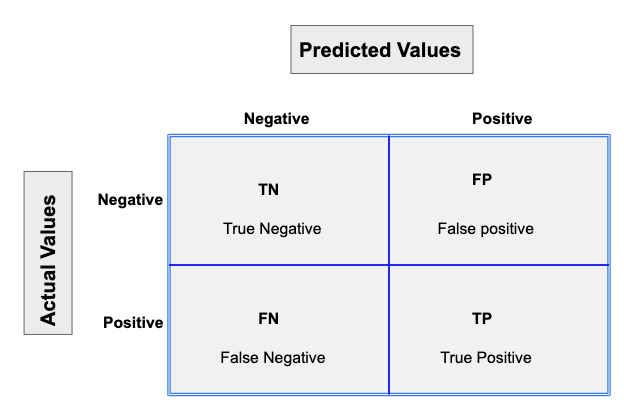 Predicted Values
Negative Positive
Actual Values
Negative
TN
True Negative
FP
False positive
Positive
FN
False Negative
TP
True Positive